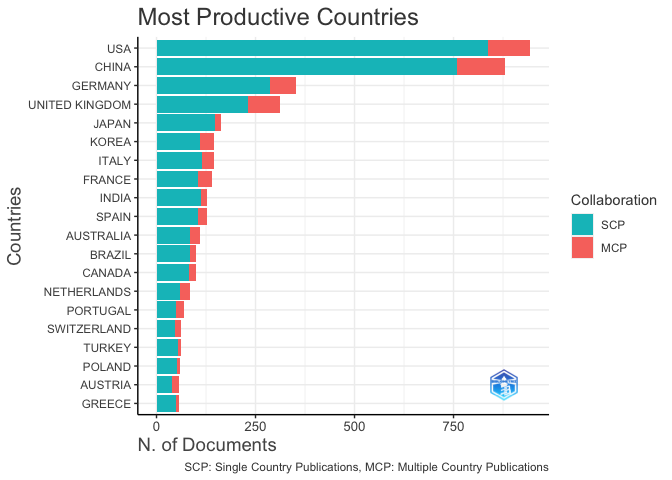 Most Productive Countries
USA
CHINA
GERMANY
UNITED KINGDOM
JAPAN
KOREA
ITALY
FRANCE
INDIA
SPAIN
AUSTRALIA
BRAZIL
CANADA
NETHERLANDS
PORTUGAL
SWITZERLAND
TURKEY
POLAND
AUSTRIA
GREECE
Countries
0 250 500 750
N. of Documents
Collaboration
SCP
MCP
SCP: Single Country Publications, MCP: Multiple Country Publications